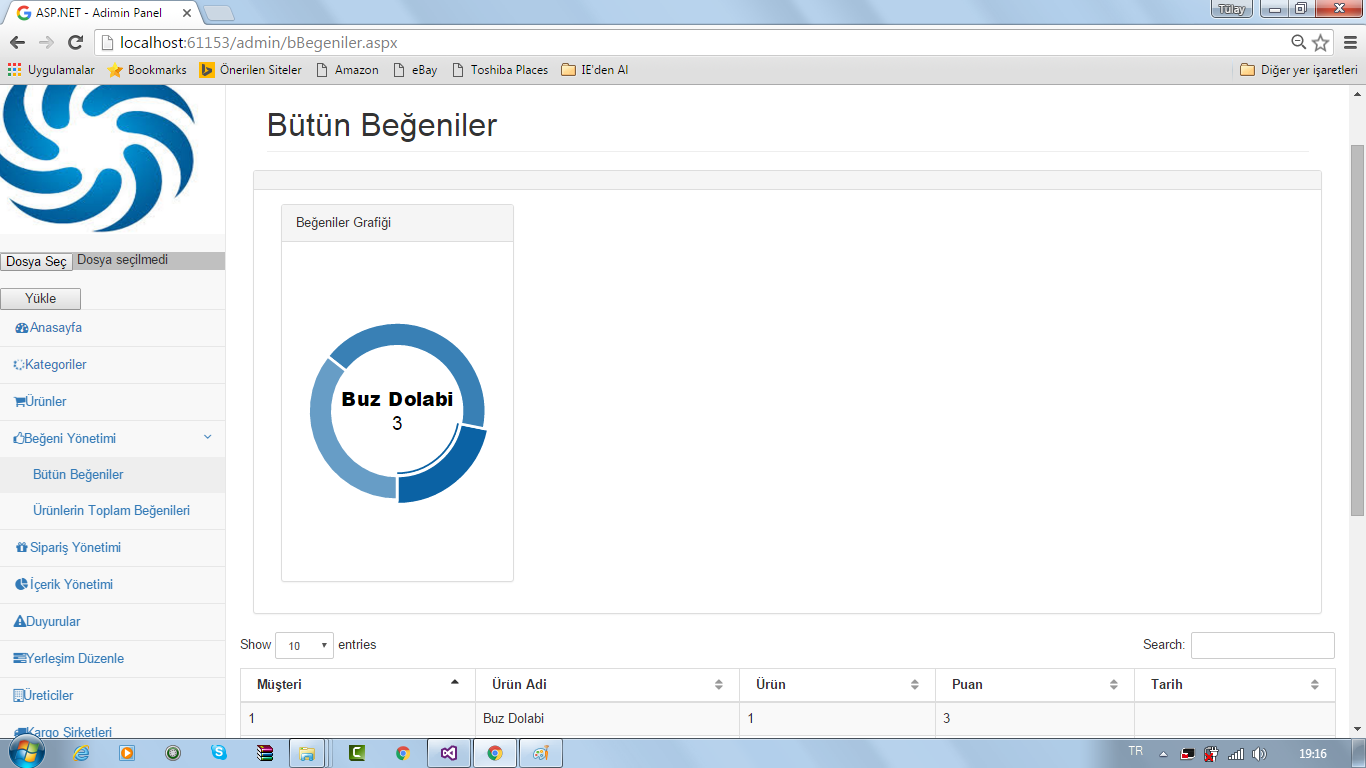 ASP.NET - Adimin Panel
Tülay
localhost:61153/admin/bBegeniler.aspx
Uygulamalar Bookmarks Önerilen Siteler Amazon eBay Toshiba Places IE'den Al Diğer yer işaretleri
Bütün Beğeniler
Beğeniler Grafiği
Buz Dolabi
3
Dosya Seç Dosya seçilmedi
Yükle
Anasayfa
Kategoriler
Ürünler
Beğeni Yönetimi
Bütün Beğeniler
Ürünlerin Toplam Beğenileri
Sipariş Yönetimi
İçerik Yönetimi
Duyurular
Yerleşim Düzenle
Üreticiler
Kargo Şirketleri
Show 10 entries Search:
Müşteri Ürün Adi Ürün Puan Tarih
1 Buz Dolabi 1 3
TR 19:16